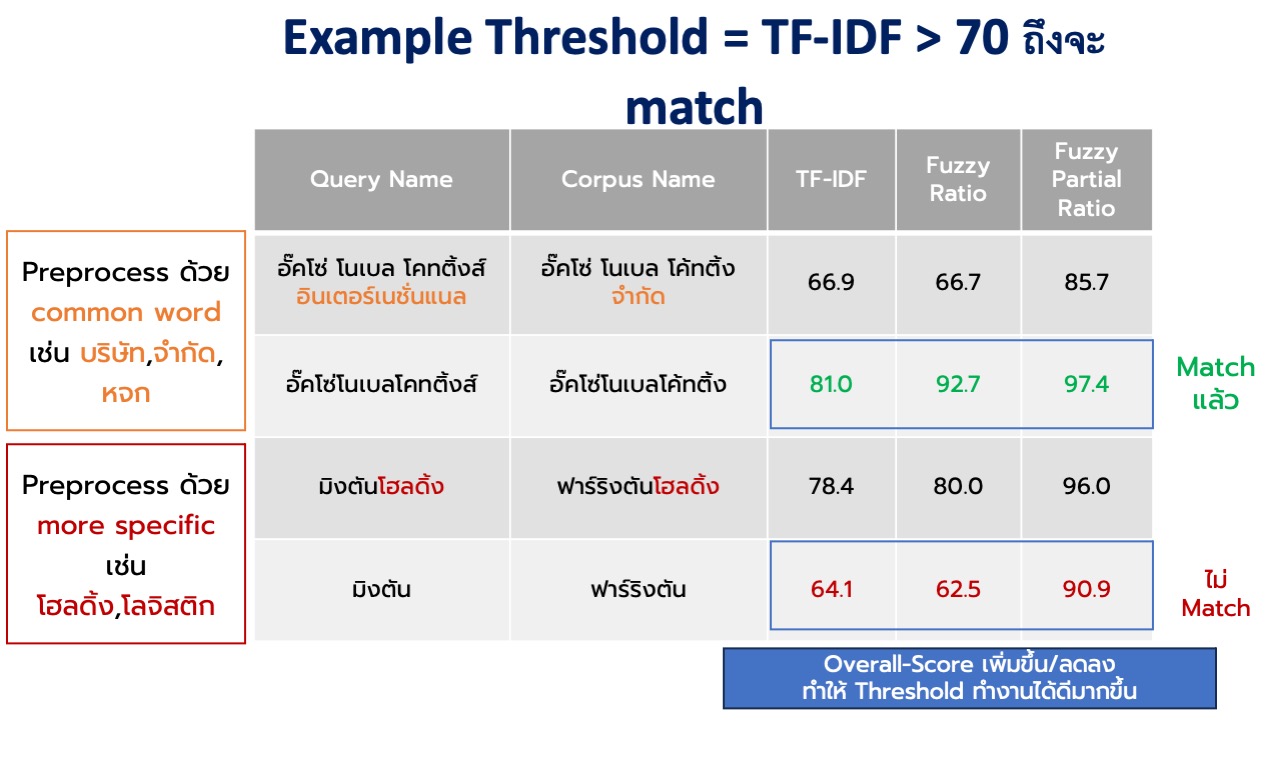 Example Threshold = TF-IDF > 70 ถึงจะ
match
Query Name
Corpus Name
TF-IDF
Fuzzy
Ratio
Fuzzy
Partial
Ratio
Preprocess ด้วย
common word
เช่น บริษัท,จำกัด,
หจก
อั๊คโซ่ โนเบล โคทติ้งส์
อินเตอร์เนชั่นแนล
อั๊คโซ่ โนเบล โค้ทติ้ง
จำกัด
66.9
66.7
85.7
อั๊คโซ่โนเบลโคทติ้งส์
อั๊คโซ่โนเบลโค้ทติ้ง
81.0
92.7
97.4
Match
แล้ว
Preprocess ด้วย
more specific
เช่น
โฮลดิ้ง,โลจิสติก
มิงตันโฮลดิ้ง
ฟาร์ริงตันโฮลดิ้ง
78.4
80.0
96.0
มิงตัน
ฟาร์ริงตัน
64.1
62.5
90.9
ไม่
Match
Overall-Score เพิ่มขึ้น/ลดลง
ทำให้ Threshold ทำงานได้ดีมากขึ้น